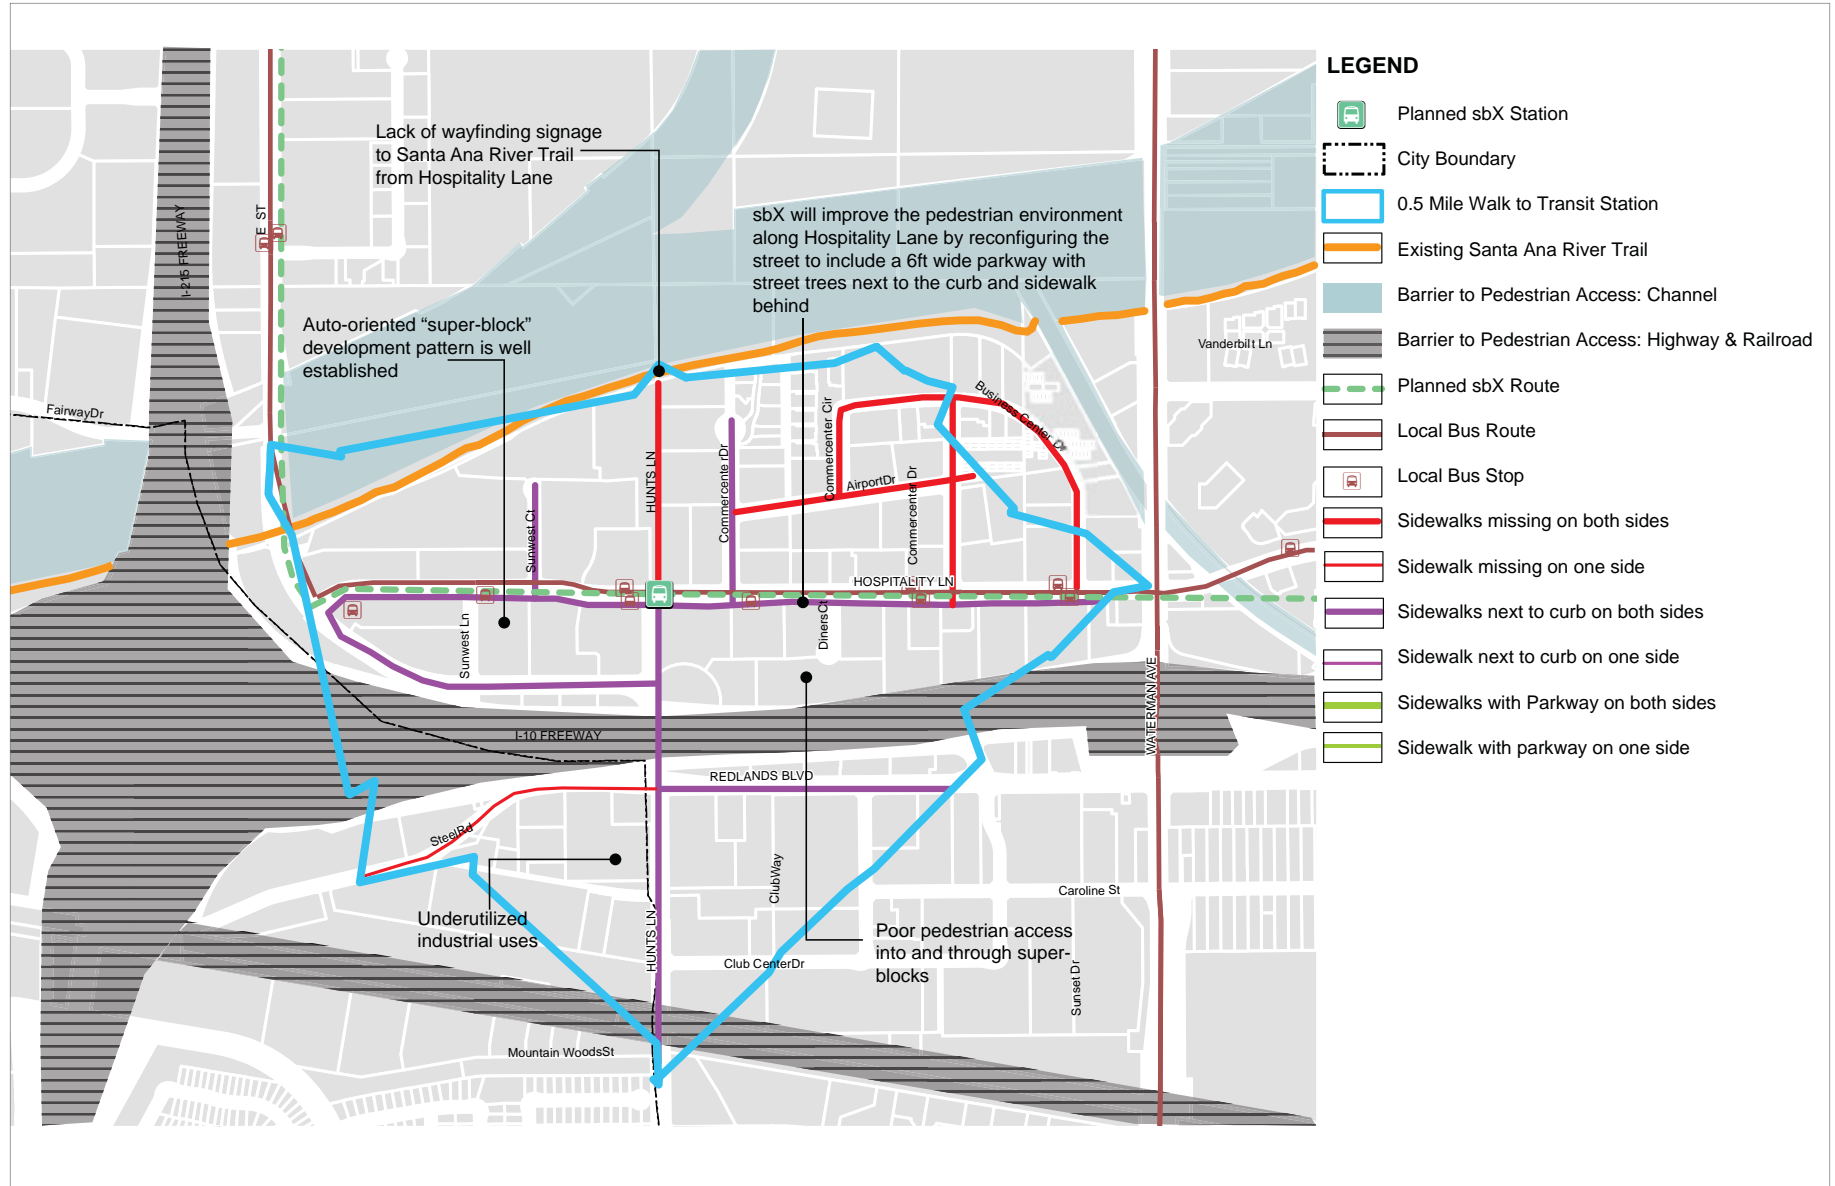 LEGEND
Planned sbX Station
City Boundary
0.5 Mile Walk to Transit Station
Existing Santa Ana River Trail
Barrier to Pedestrian Access: Channel
Barrier to Pedestrian Access: Highway & Railroad
Planned sbX Route
Local Bus Route
Local Bus Stop
Sidewalks missing on both sides
Sidewalk missing on one side
Sidewalks next to curb on both sides
Sidewalk next to curb on one side
Sidewalks with Parkway on both sides
Sidewalk with parkway on one side
Lack of wayfinding signage
to Santa Ana River Trail
from Hospitality Lane
sbX will improve the pedestrian environment
along Hospitality Lane by reconfiguring the
street to include a 6ft wide parkway with
street trees next to the curb and sidewalk
behind
Auto-oriented “super-block”
development pattern is well
established
I-215 FREEWAY
E ST
FairwayDr
Vanderbilt Ln
Business Center Dr
Commercenter Cir
HUNTS LN
Commercente rDr
AirportDr
Commercenter Dr
Sunwest Ct
HOSPITALITY LN
Sunwest Ln
DinersCt
WATERMAN AVE
I-10 FREEWAY
REDLANDS BLVD
SteelRd
ClubWay
Caroline St
Underutilized
industrial uses
HUNTS LN
Poor pedestrian access
into and through super-
blocks
Club CenterDr
Sunset Dr
Mountain WoodsSt